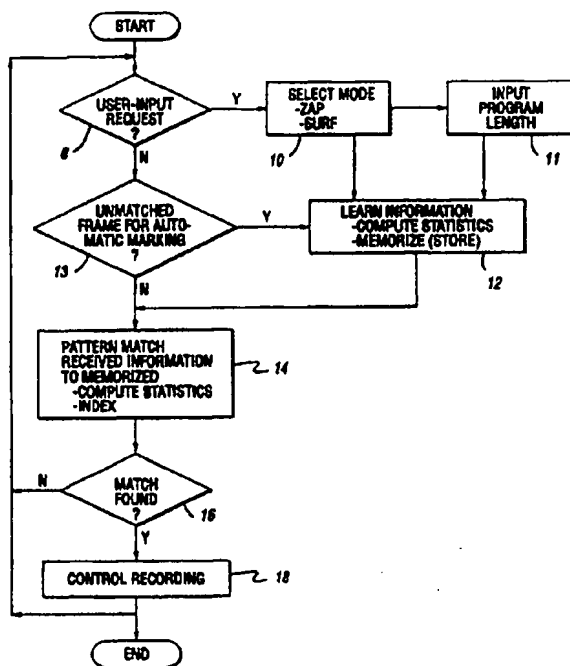 START
USER-INPUT
REQUEST
?
Y
8
N
SELECT MODE
-ZAP
-SURF
10
INPUT
PROGRAM
LENGTH
11
UNMATCHED
FRAME FOR AUTO-
MATIC MARKING
?
Y
13
N
LEARN INFORMATION
-COMPUTE STATISTICS
-MEMORIZE (STORE)
12
PATTERN MATCH
RECEIVED INFORMATION
TO MEMORIZED
-COMPUTE STATISTICS
-INDEX
14
N
MATCH
FOUND
?
16
Y
CONTROL RECORDING
18
END